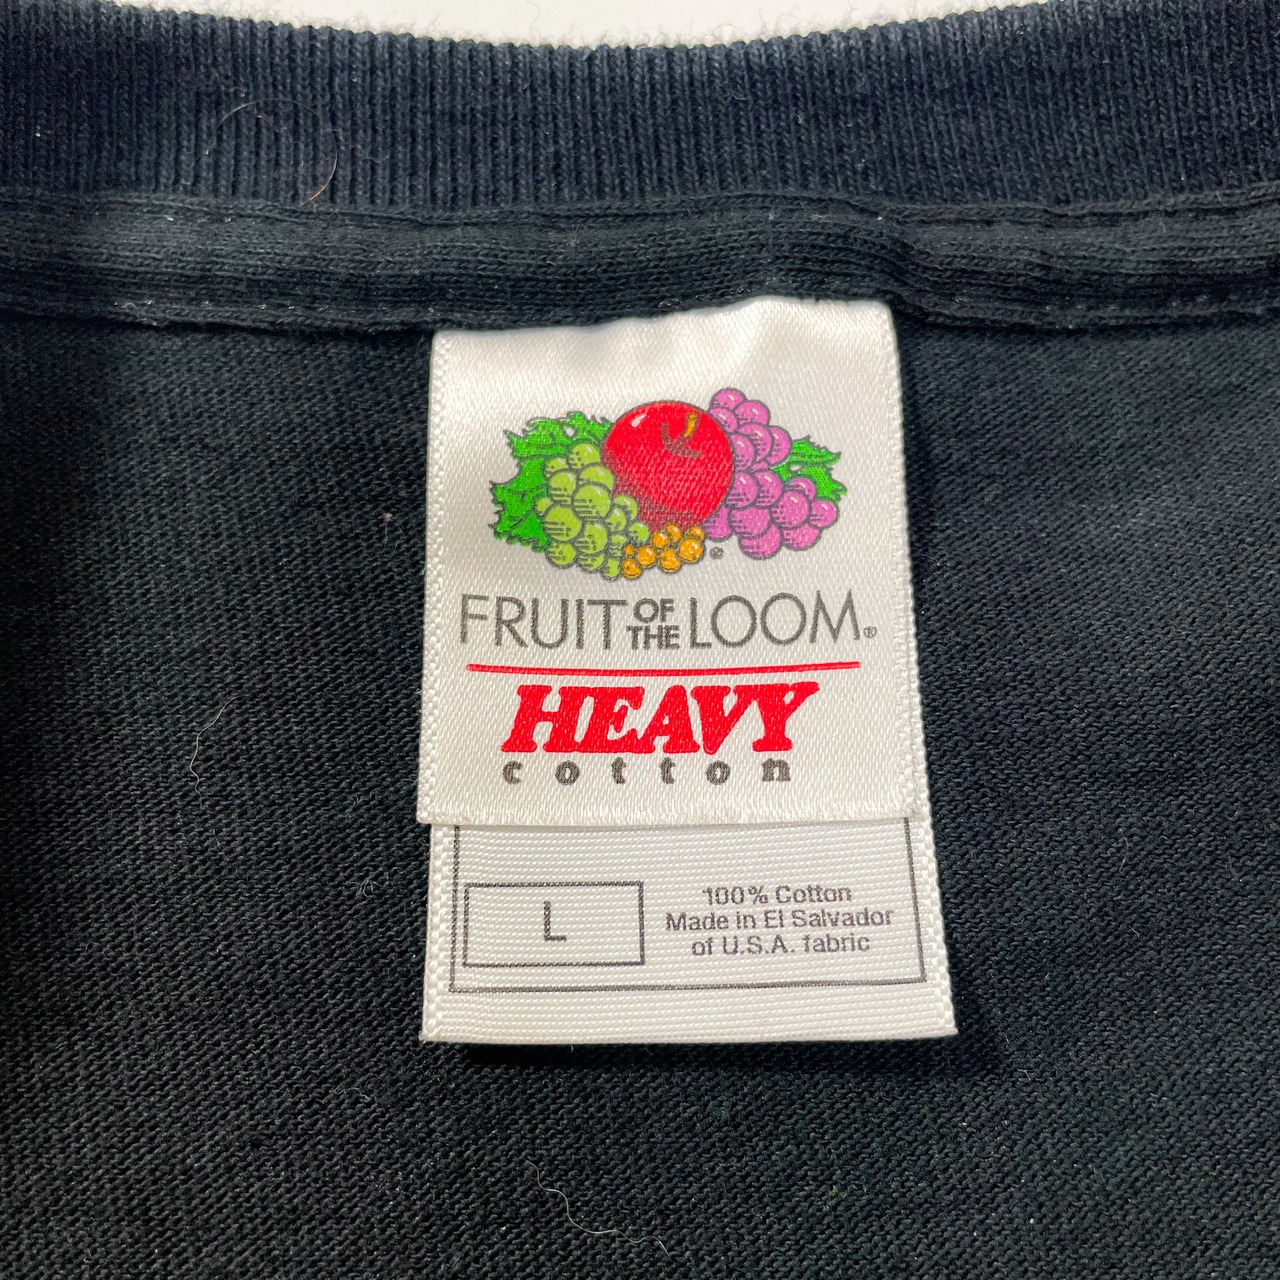 ®
FRUIT OF THE LOOM®
HEAVY
cotton
L
100% Cotton
Made in El Salvador
of U.S.A. fabric